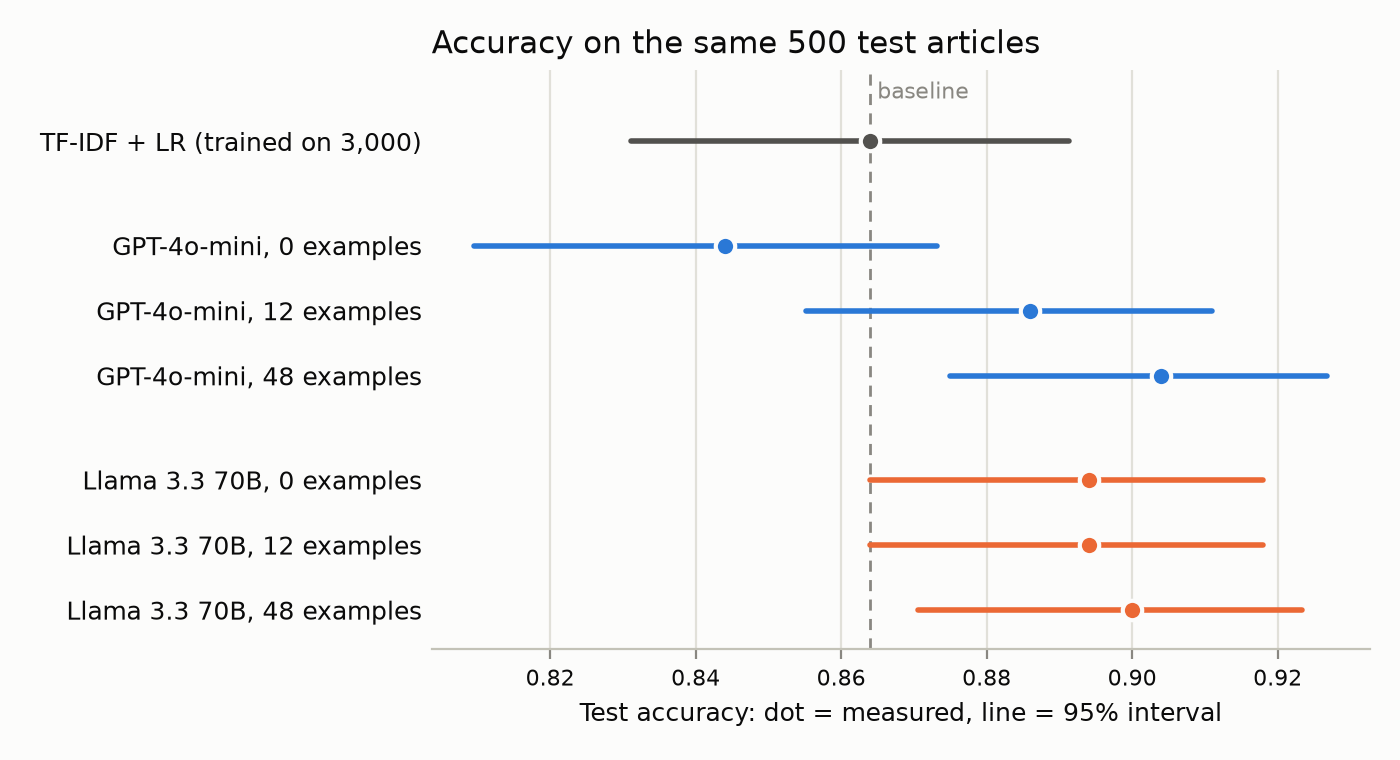 Accuracy on the same 500 test articles
baseline
TF-IDF + LR (trained on 3,000)
GPT-4o-mini, 0 examples
GPT-4o-mini, 12 examples
GPT-4o-mini, 48 examples
Llama 3.3 70B, 0 examples
Llama 3.3 70B, 12 examples
Llama 3.3 70B, 48 examples
0.82 0.84 0.86 0.88 0.90 0.92
Test accuracy: dot = measured, line = 95% interval